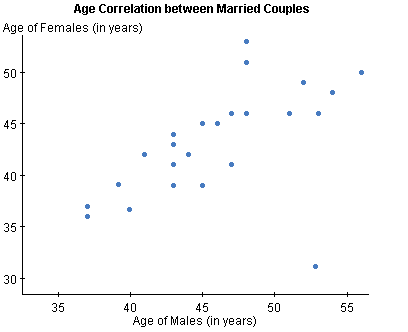 Age Correlation between Married Couples
Age of Females (in years)
50
45
40
35
30
35 40 45 50 55
Age of Males (in years)